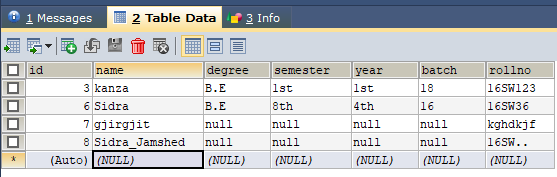 1 Messages 2 Table Data 3 Info
id name degree semester year batch rollno
3 kanza B.E 1st 1st 18 16SW123
6 Sidra B.E 8th 4th 16 16SW36
7 gjirgjit null null null null kghdkjf
8 Sidra_Jamshed null null null null 16SW..
* (Auto) (NULL) (NULL) (NULL) (NULL) (NULL) (NULL)